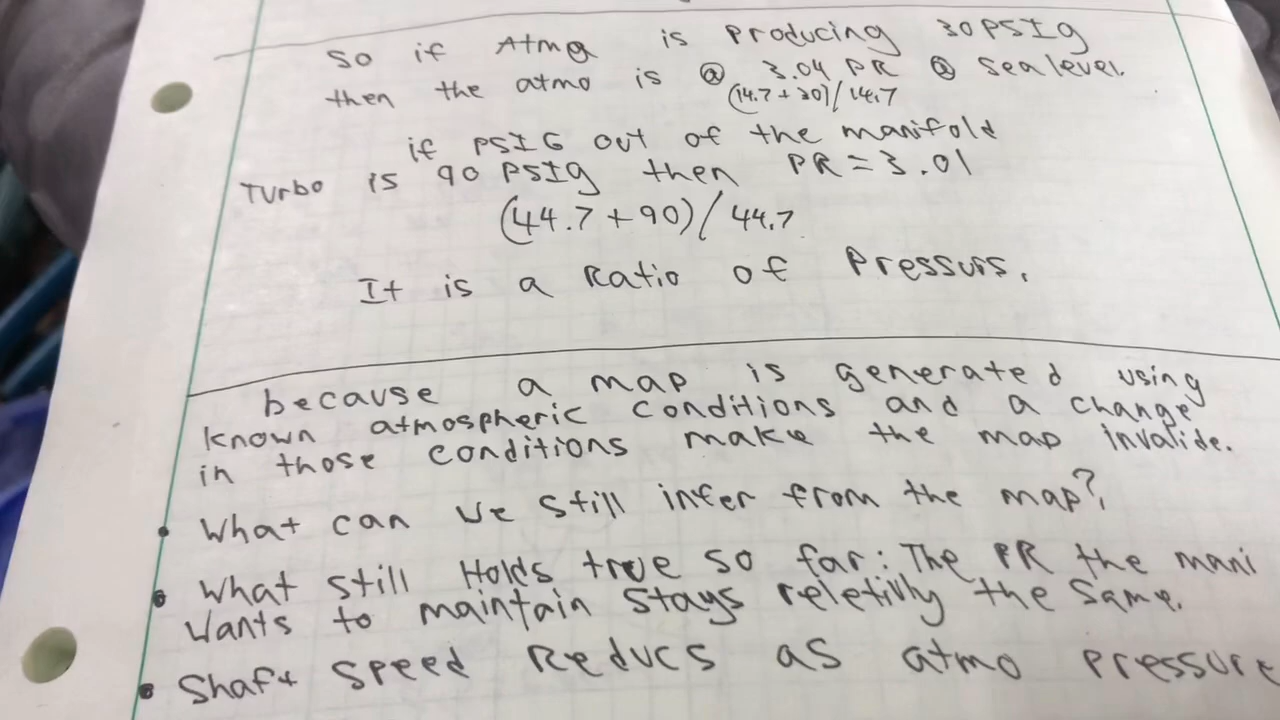 So if Atmo is producing 30 PSIg
then the atmo is @ 3.04 PR @ sea level.
(14.7 + 30) / 14.7
if PSIG out of the manifold
Turbo is 90 PSIg then PR = 3.01
(44.7 + 90) / 44.7
It is a Ratio of Pressurs.
because a map is generated using
known atmospheric conditions and a change
in those conditions make the map invalide.
• What can we still infer from the map?,
• What still Holds true so far: The PR the mani
wants to maintain stays reletivly the same.
• Shaft speed Reducs as atmo pressure